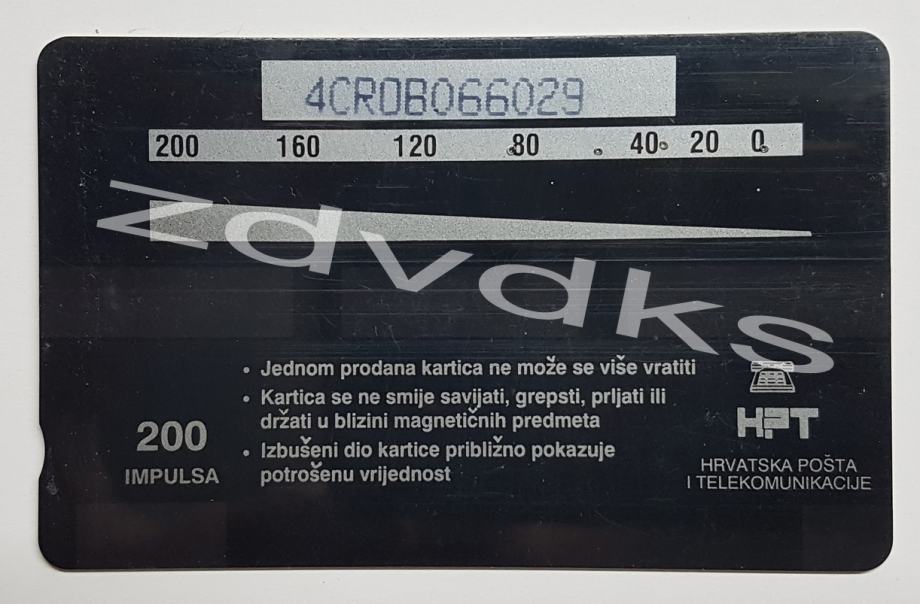 4CROB066029
200 160 120 80 40 20 0
zdvdks
• Jednom prodana kartica ne može se više vratiti
• Kartica se ne smije savijati, grepsti, prljati ili
držati u blizini magnetičnih predmeta
• Izbušeni dio kartice približno pokazuje
potrošenu vrijednost
200
IMPULSA
HPT
HRVATSKA POŠTA
I TELEKOMUNIKACIJE